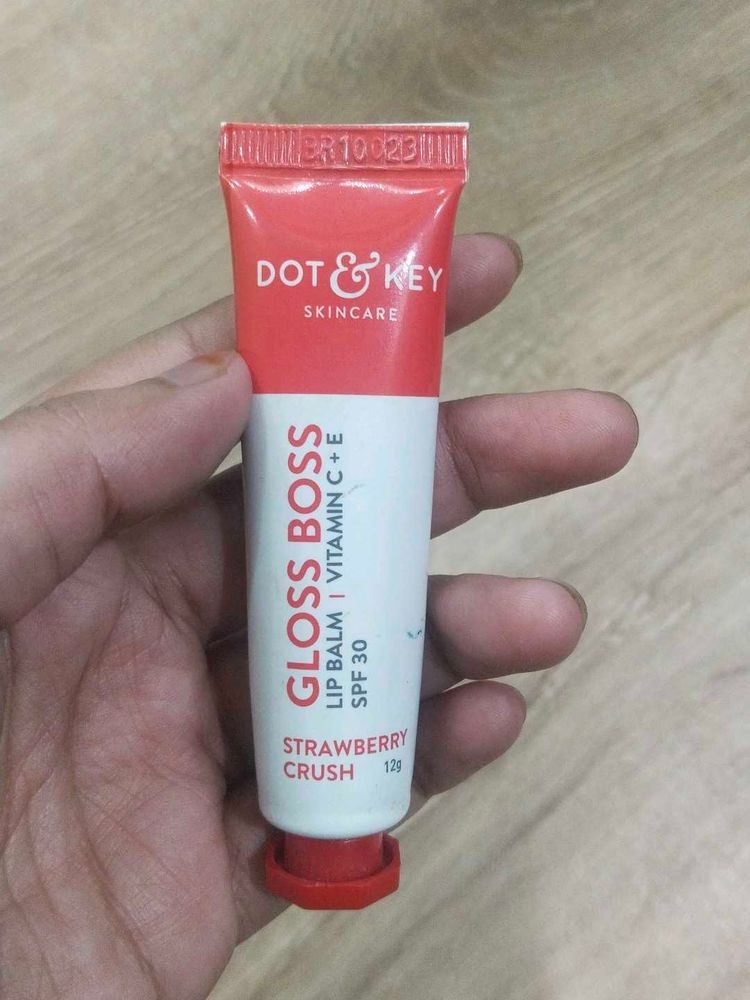 BR10023
DOT & KEY
SKINCARE
GLOSS BOSS
LIP BALM | VITAMIN C + E
SPF 30
STRAWBERRY
CRUSH 12g